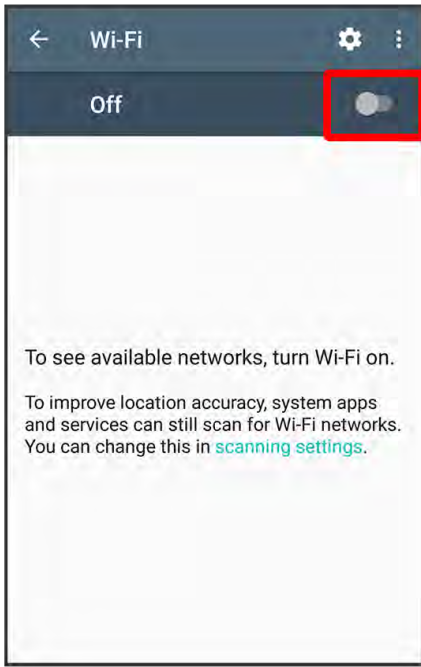 Wi-Fi
Off
To see available networks, turn Wi-Fi on.
To improve location accuracy, system apps
and services can still scan for Wi-Fi networks.
You can change this in scanning settings.